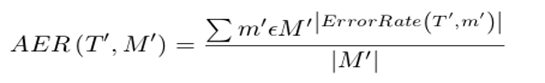 AER (T′, M′) = ∑ m′ϵM′|ErrorRate(T′,m′)| / |M′|